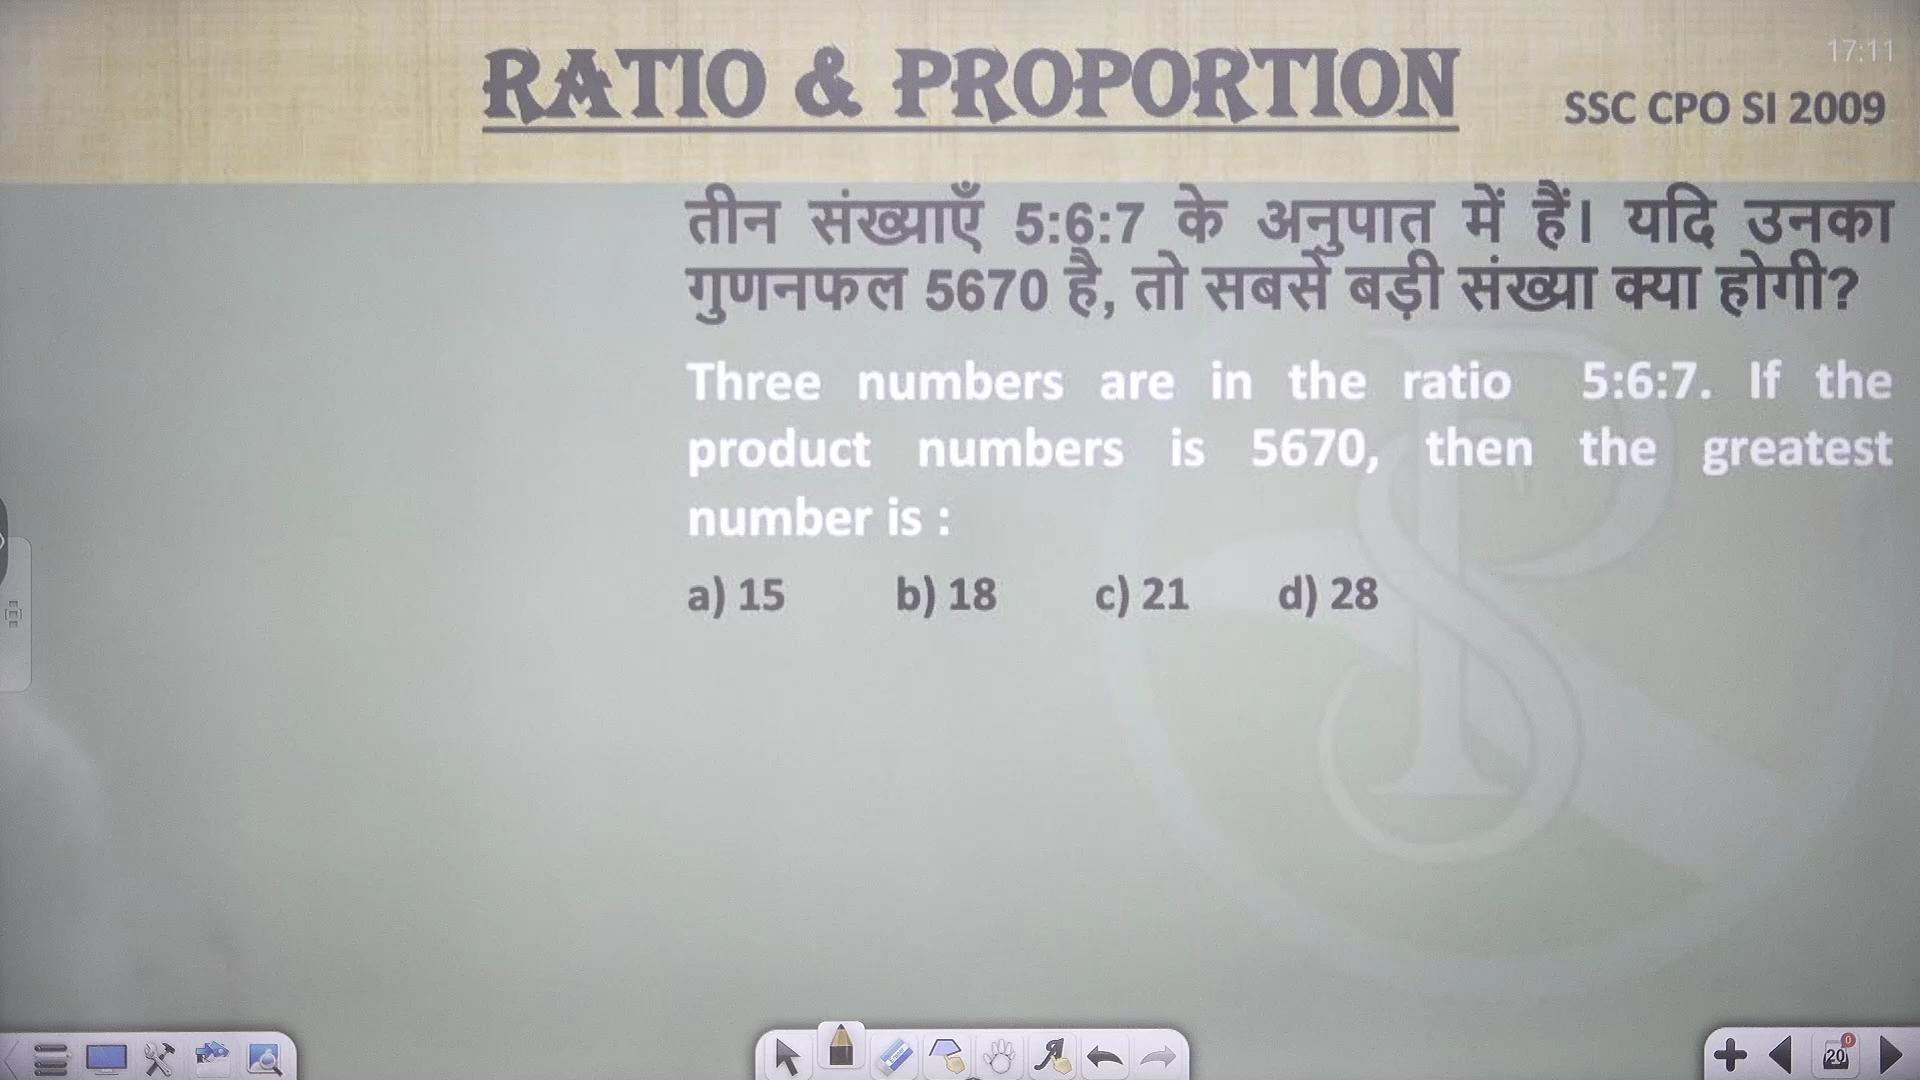 RATIO & PROPORTION
17:11
SSC CPO SI 2009
तीन संख्याएँ 5:6:7 के अनुपात में हैं। यदि उनका
गुणनफल 5670 है, तो सबसे बड़ी संख्या क्या होगी?
Three numbers are in the ratio 5:6:7. If the
product numbers is 5670, then the greatest
number is :
a) 15 b) 18 c) 21 d) 28
20
0